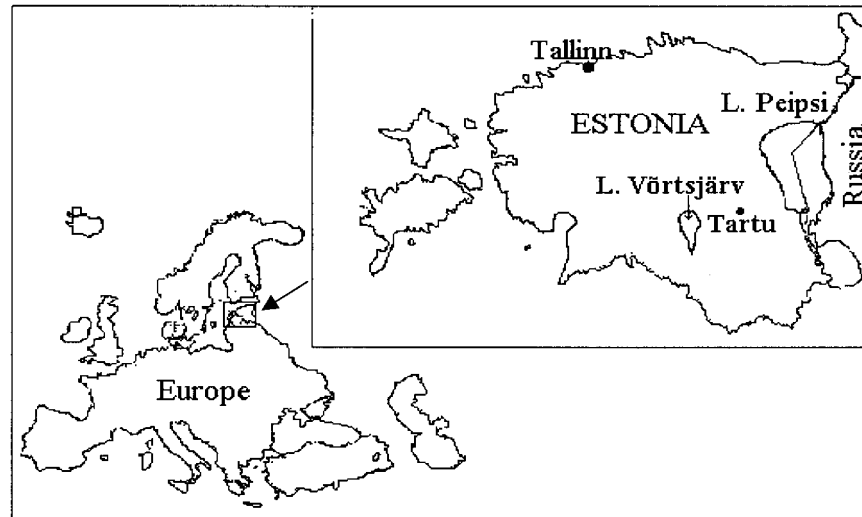 Tallinn
L. Peipsi
ESTONIA
Russia
L. Võrtsjärv
Tartu
Europe